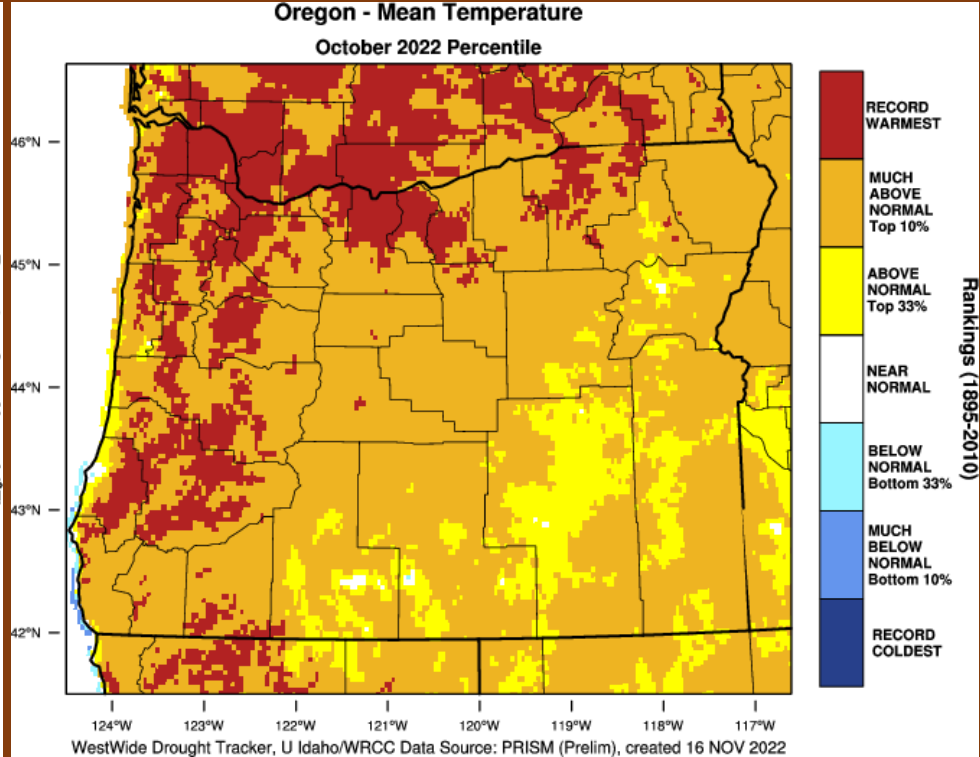 Oregon - Mean Temperature
October 2022 Percentile
46°N
45°N
44°N
43°N
42°N
124°W
123°W
122°W
121°W
120°W
119°W
118°W
117°W
RECORD
WARMEST
MUCH
ABOVE
NORMAL
Top 10%
ABOVE
NORMAL
Top 33%
NEAR
NORMAL
BELOW
NORMAL
Bottom 33%
MUCH
BELOW
NORMAL
Bottom 10%
RECORD
COLDEST
Rankings (1895-2010)
WestWide Drought Tracker, U Idaho/WRCC Data Source: PRISM (Prelim), created 16 NOV 2022